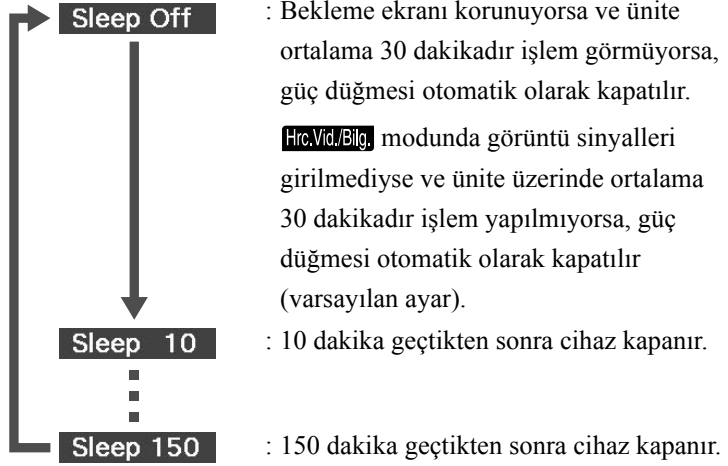 Sleep Off : Bekleme ekranı korunuyorsa ve ünite
ortalama 30 dakikadır işlem görmüyorsa,
güç düğmesi otomatik olarak kapatılır.
Hrc.Vid./Bilg. modunda görüntü sinyalleri
girilmediyse ve ünite üzerinde ortalama
30 dakikadır işlem yapılmıyorsa, güç
düğmesi otomatik olarak kapatılır
(varsayılan ayar).
Sleep 10 : 10 dakika geçtikten sonra cihaz kapanır.
Sleep 150 : 150 dakika geçtikten sonra cihaz kapanır.